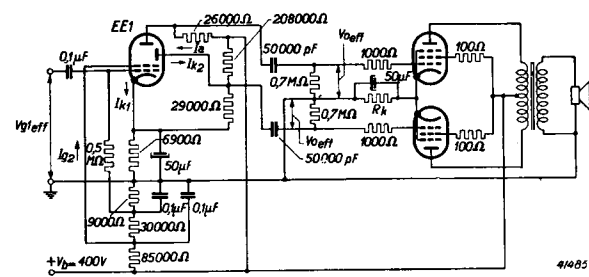 26000Ω
208000Ω
EE1
Ia
Ik2
0,1µF
Ik1
50000 pF
Voeff
1000Ω
50µF
100Ω
0,7MΩ
Rk
29000Ω
Vg1eff
Ig2
0,5 MΩ
6900Ω
50µF
0,7MΩ
Voeff
50000 pF
1000Ω
100Ω
9000Ω
0,1µF
0,1µF
30000Ω
85000Ω
+Vb=400V
41485